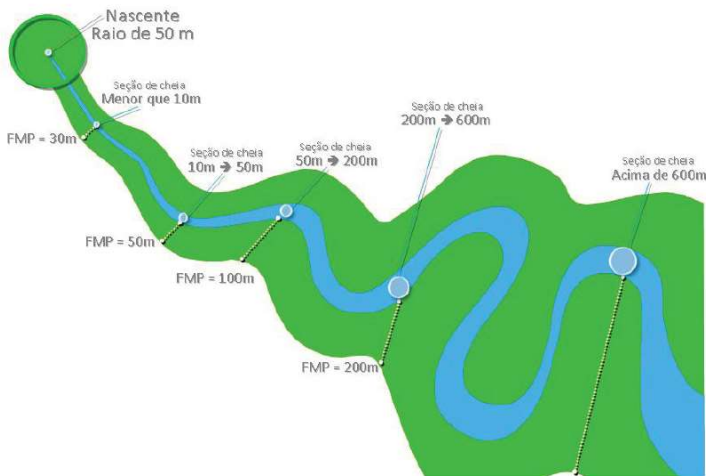 Nascente
Raio de 50 m
Seção de cheia
Menor que 10m
FMP = 30m
Seção de cheia
10m ➔ 50m
FMP = 50m
Seção de cheia
50m ➔ 200m
FMP = 100m
Seção de cheia
200m ➔ 600m
FMP = 200m
Seção de cheia
Acima de 600m